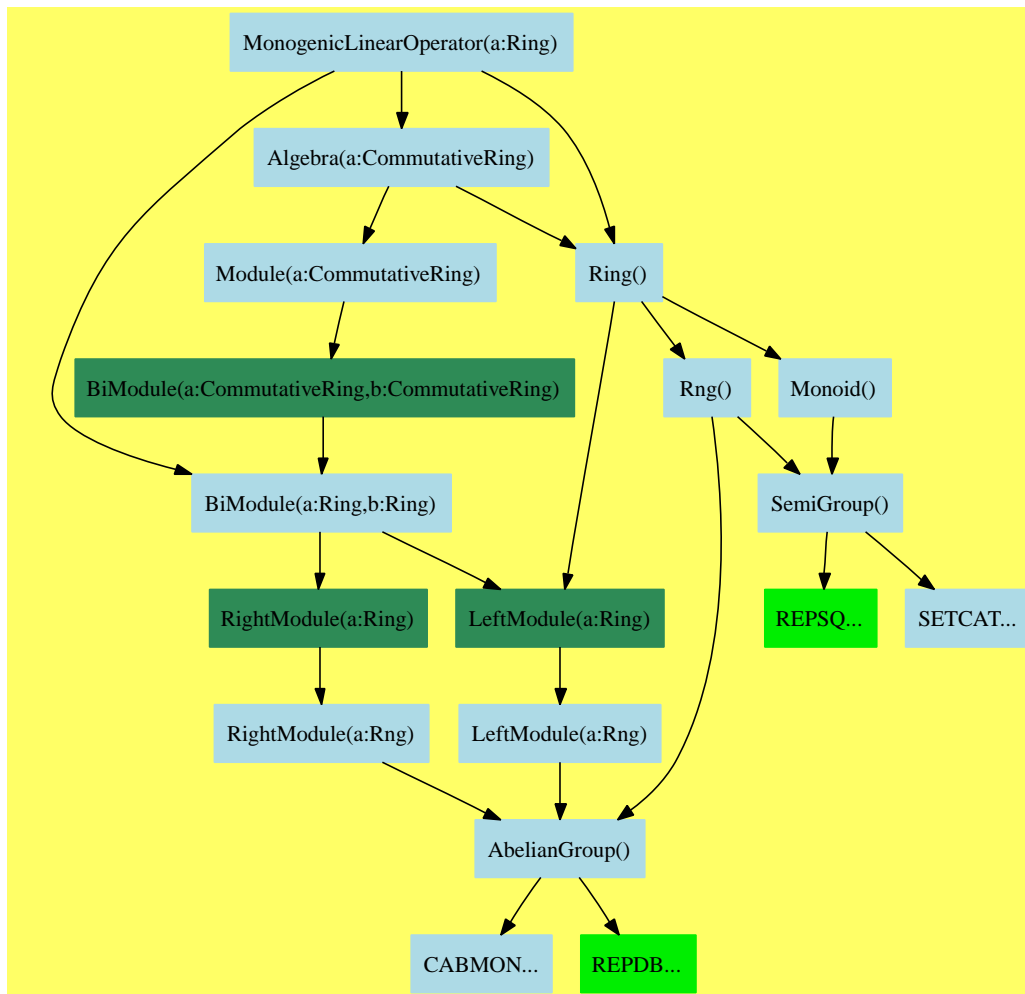 MonogenicLinearOperator(a:Ring)
Algebra(a:CommutativeRing)
Module(a:CommutativeRing)
Ring()
BiModule(a:CommutativeRing,b:CommutativeRing)
Rng()
Monoid()
BiModule(a:Ring,b:Ring)
SemiGroup()
RightModule(a:Ring)
LeftModule(a:Ring)
REPSQ...
SETCAT...
RightModule(a:Rng)
LeftModule(a:Rng)
AbelianGroup()
CABMON...
REPDB...